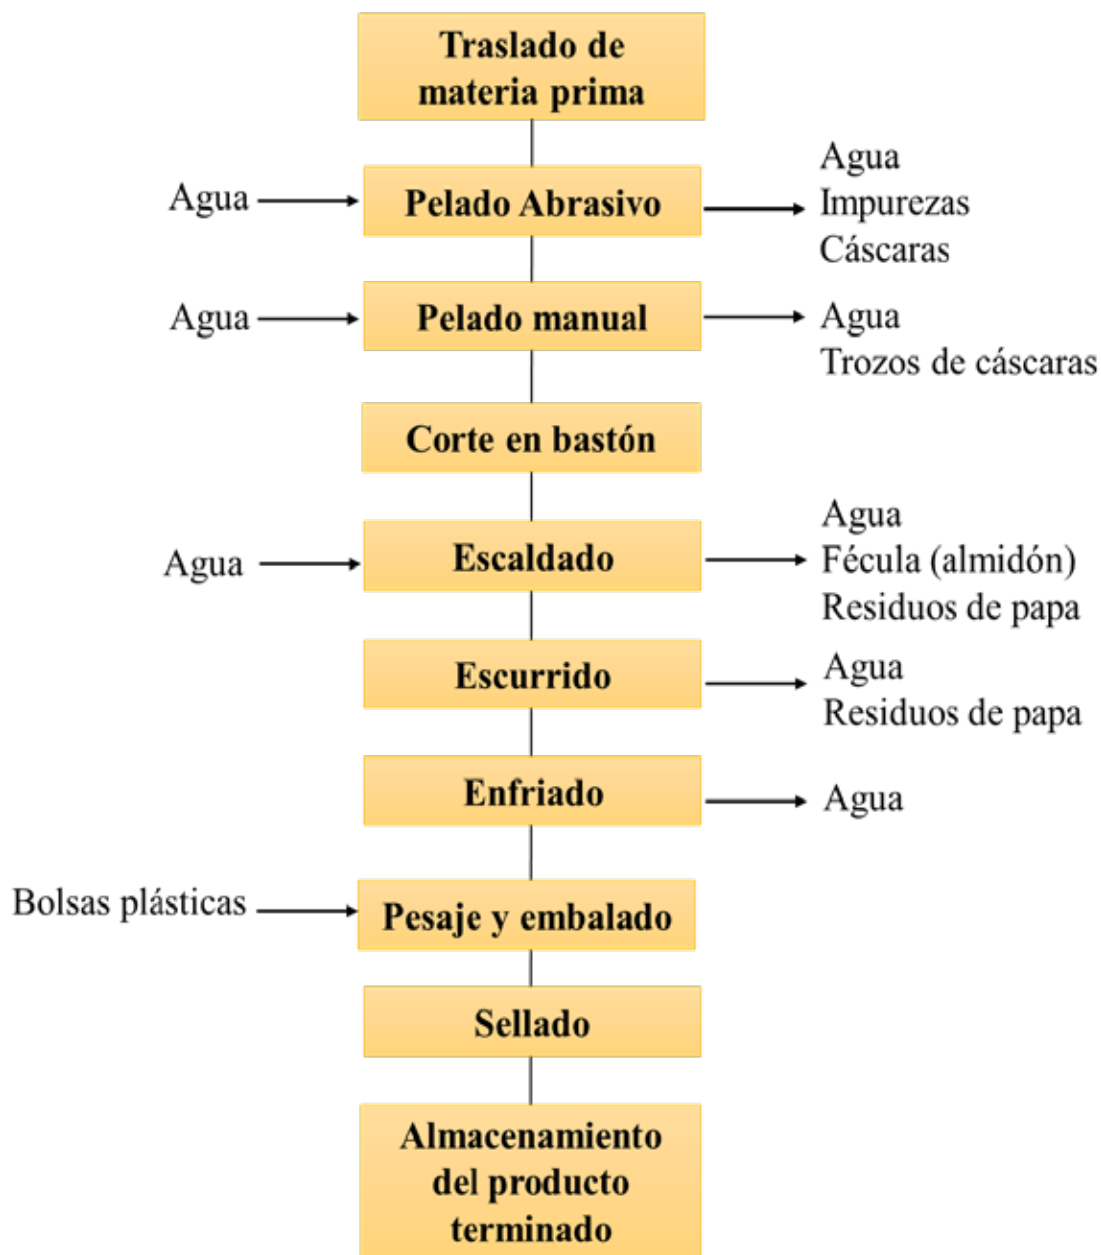 Traslado de
materia prima
Agua
Pelado Abrasivo
Agua
Impurezas
Cáscaras
Agua
Pelado manual
Agua
Trozos de cáscaras
Corte en bastón
Agua
Escaldado
Agua
Fécula (almidón)
Residuos de papa
Escurrido
Agua
Residuos de papa
Enfriado
Agua
Bolsas plásticas
Pesaje y embalado
Sellado
Almacenamiento
del producto
terminado